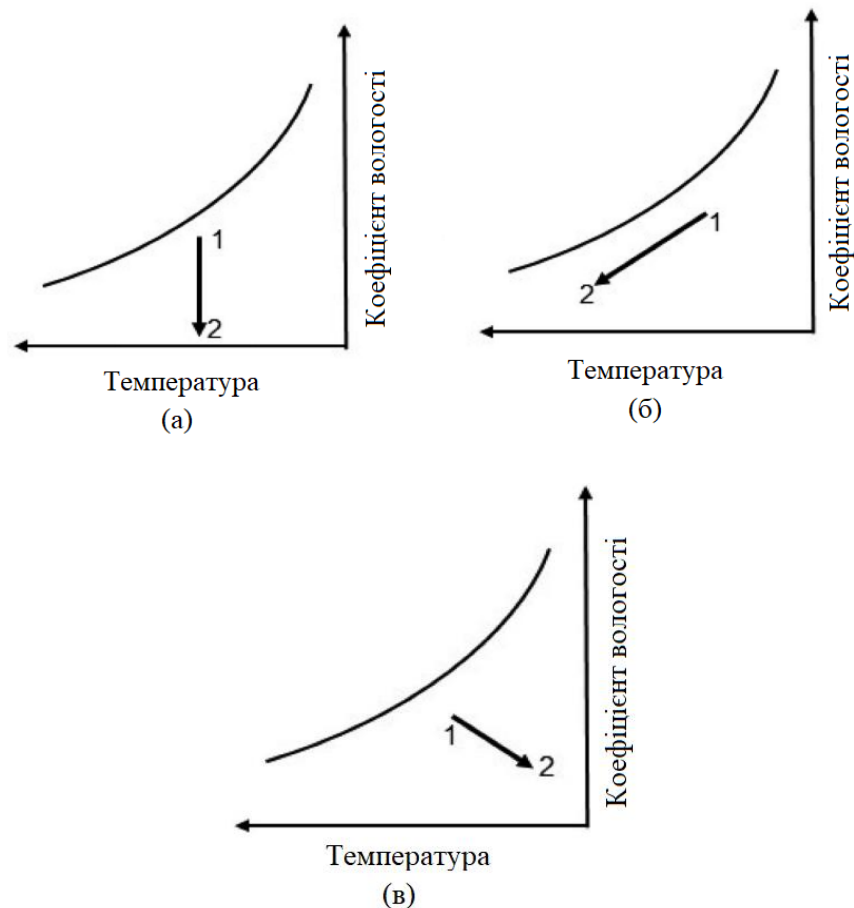 Коефіцієнт вологості
1
2
Температура
(а)
Коефіцієнт вологості
1
2
Температура
(б)
Коефіцієнт вологості
1
2
Температура
(в)